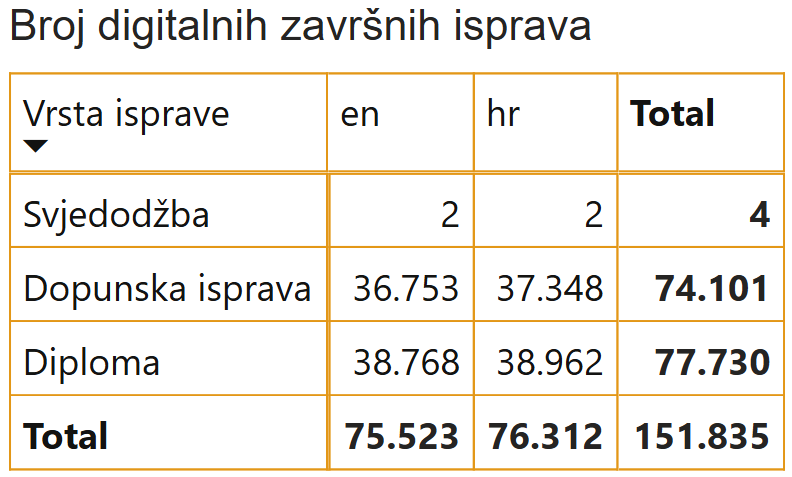 Broj digitalnih završnih isprava
Vrsta isprave en hr Total
Svjedodžba 2 2 4
Dopunska isprava 36.753 37.348 74.101
Diploma 38.768 38.962 77.730
Total 75.523 76.312 151.835